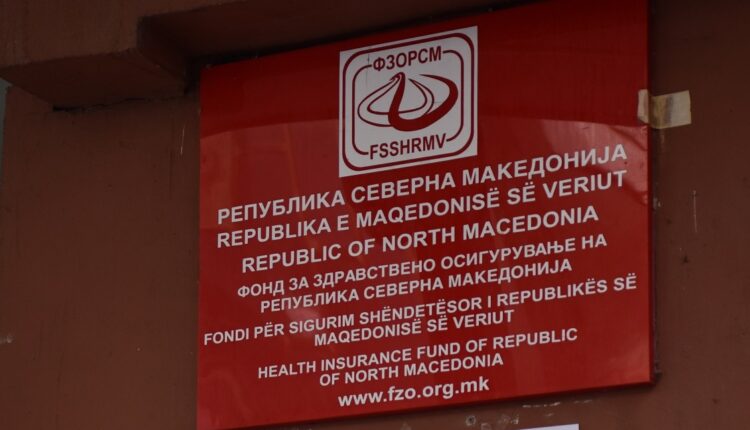 ФЗОРСМ
FSSHRMV
РЕПУБЛИКА СЕВЕРНА МАКЕДОНИЈА
REPUBLIKA E MAQEDONISË SË VERIUT
REPUBLIC OF NORTH MACEDONIA
ФОНД ЗА ЗДРАВСТВЕНО ОСИГУРУВАЊЕ НА
РЕПУБЛИКА СЕВЕРНА МАКЕДОНИЈА
FONDI PËR SIGURIM SHËNDETËSOR I REPUBLIKËS SË
MAQEDONISË SË VERIUT
HEALTH INSURANCE FUND OF REPUBLIC
OF NORTH MACEDONIA
www.fzo.org.mk